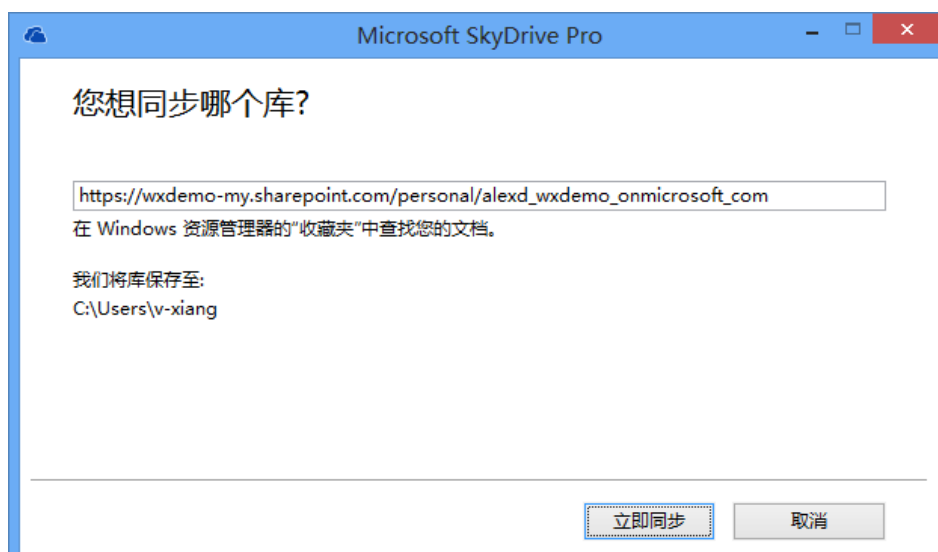 Microsoft SkyDrive Pro
您想同步哪个库?
https://wxdemo-my.sharepoint.com/personal/alexd_wxdemo_onmicrosoft_com
在 Windows 资源管理器的“收藏夹”中查找您的文档。
我们将库保存至:
C:\Users\v-xiang
立即同步
取消